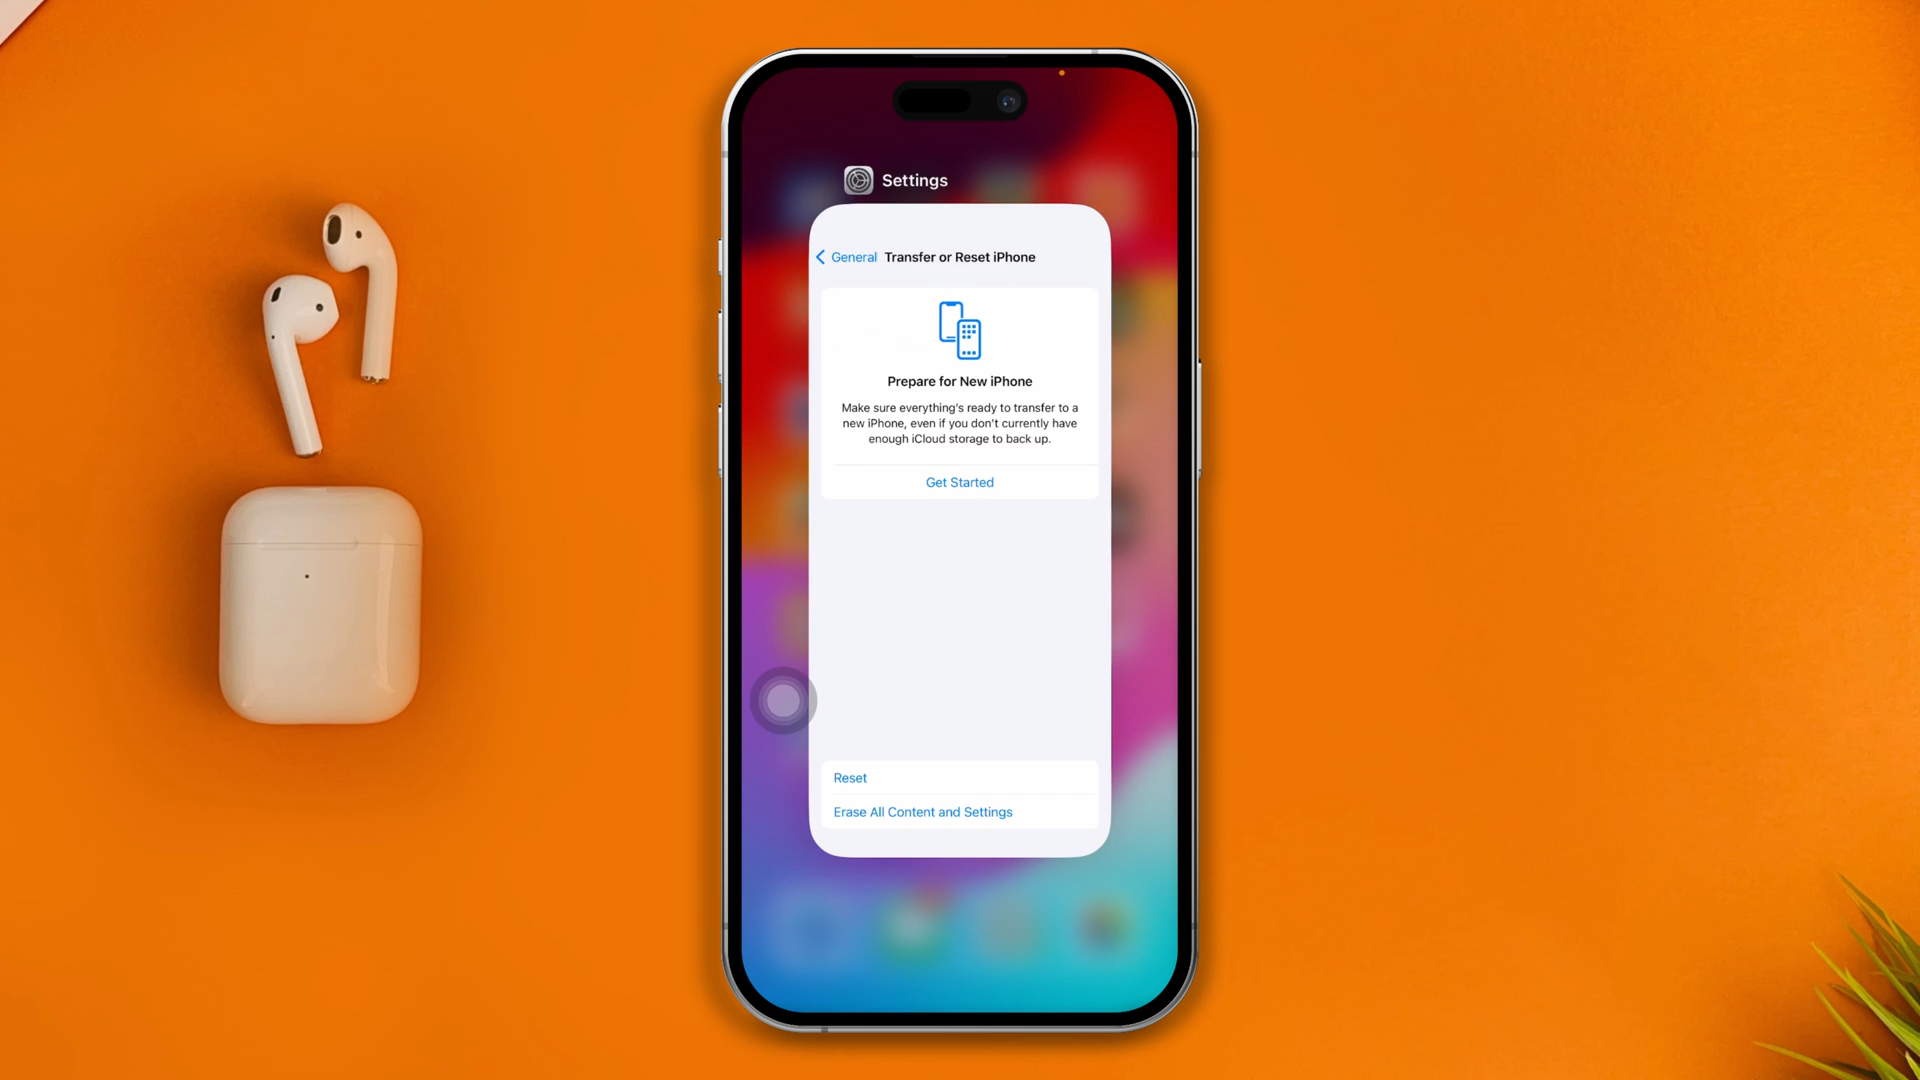 Settings
General Transfer or Reset iPhone
Prepare for New iPhone
Make sure everything's ready to transfer to a
new iPhone, even if you don't currently have
enough iCloud storage to back up.
Get Started
Reset
Erase All Content and Settings